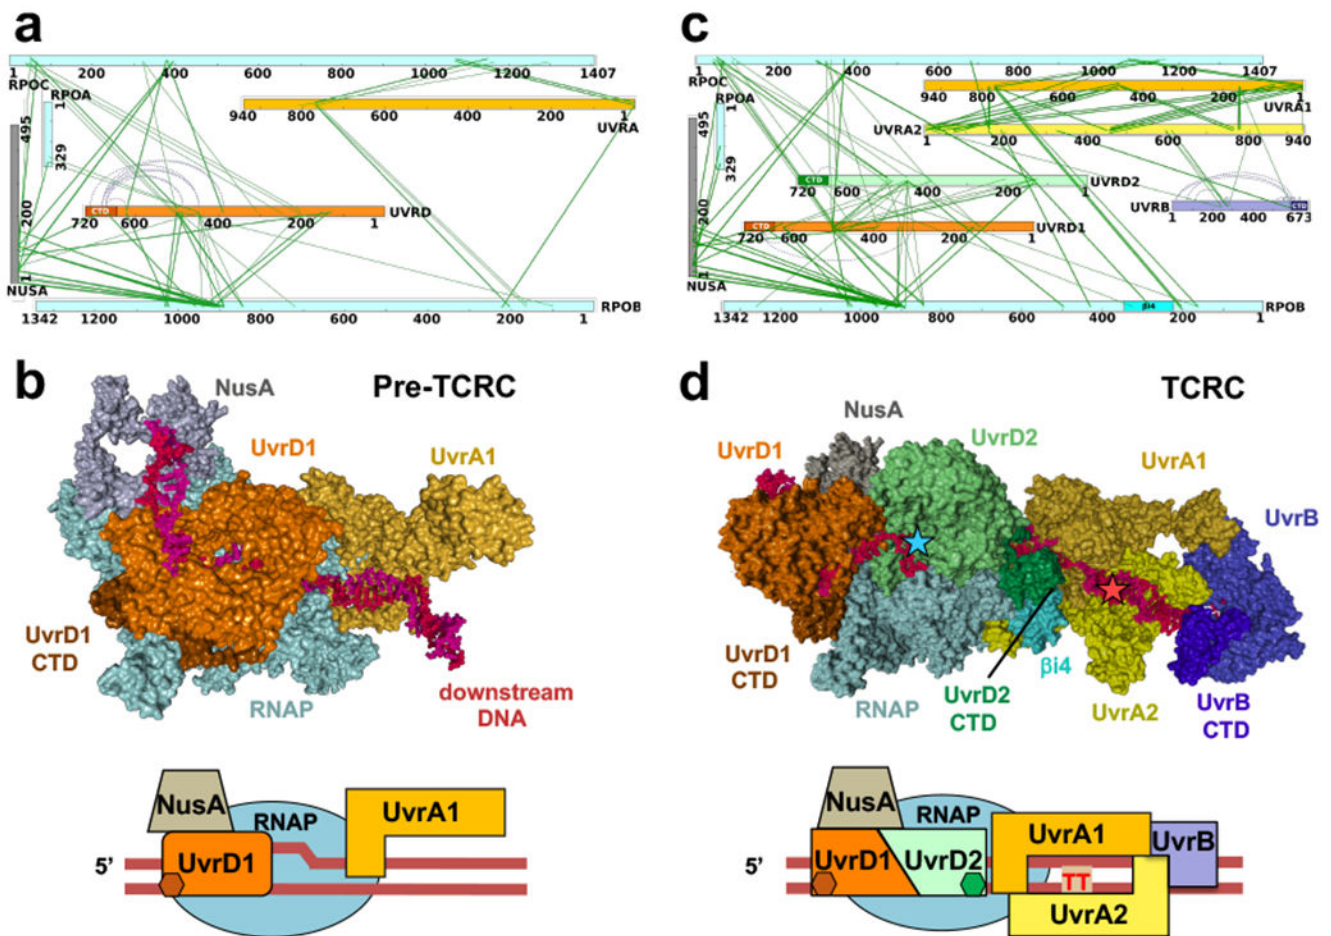 a
1 200 400 600 800 1000 1200 1407
RPOC
RPOA
1
329
940 800 600 400 200 1
UVRA
495
200
1
NUSA
CTD
720 600 400 200 1
UVRD
1342 1200 1000 800 600 400 200 1
RPOB
c
1 200 400 600 800 1000 1200 1407
RPOC
RPOA
1
329
940 800 600 400 200 1
UVRA1
UVRA2
1 200 400 600 800 940
495
200
1
NUSA
CTD
720 600 400 200 1
UVRD2
UVRB
CTD
1 200 400 673
CTD
720 600 400 200 1
UVRD1
βi4
1342 1200 1000 800 600 400 200 1
RPOB
b
Pre-TCRC
NusA
UvrD1
UvrA1
UvrD1
CTD
RNAP
downstream
DNA
NusA
RNAP
UvrA1
5’
UvrD1
d
TCRC
NusA
UvrD2
UvrD1
UvrA1
UvrB
UvrD1
CTD
RNAP
UvrD2
CTD
βi4
UvrA2
UvrB
CTD
NusA
RNAP
UvrA1
UvrB
5’
UvrD1
UvrD2
TT
UvrA2